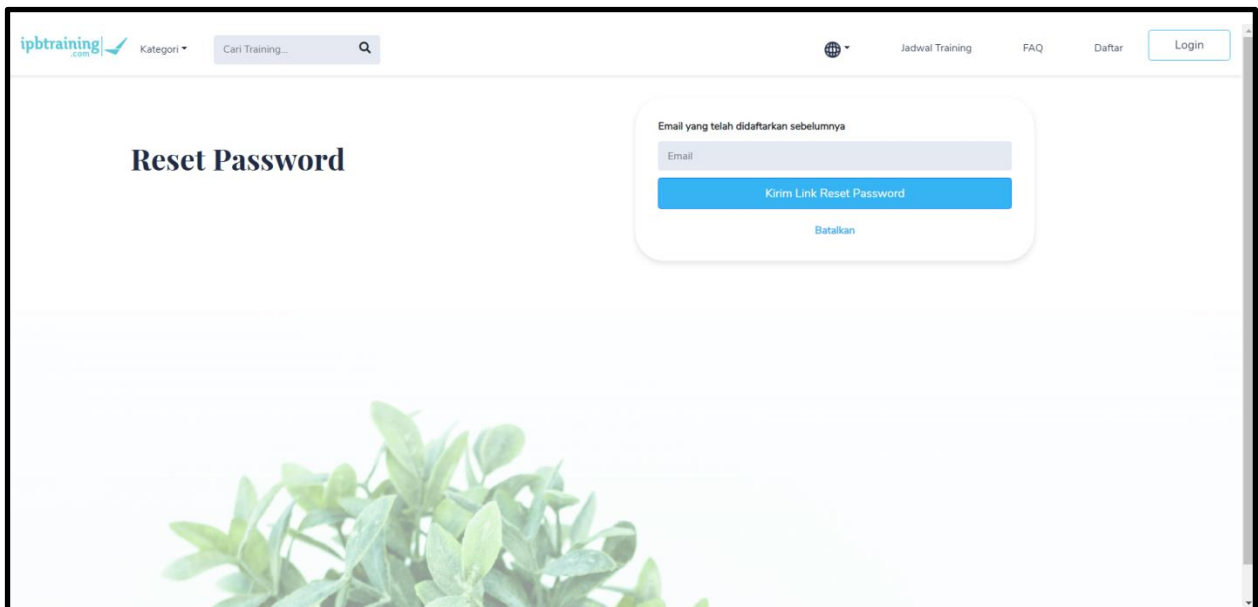 ipbtraining
.com
Kategori
Cari Training...
Jadwal Training
FAQ
Daftar
Login
Reset Password
Email yang telah didaftarkan sebelumnya
Email
Kirim Link Reset Password
Batalkan